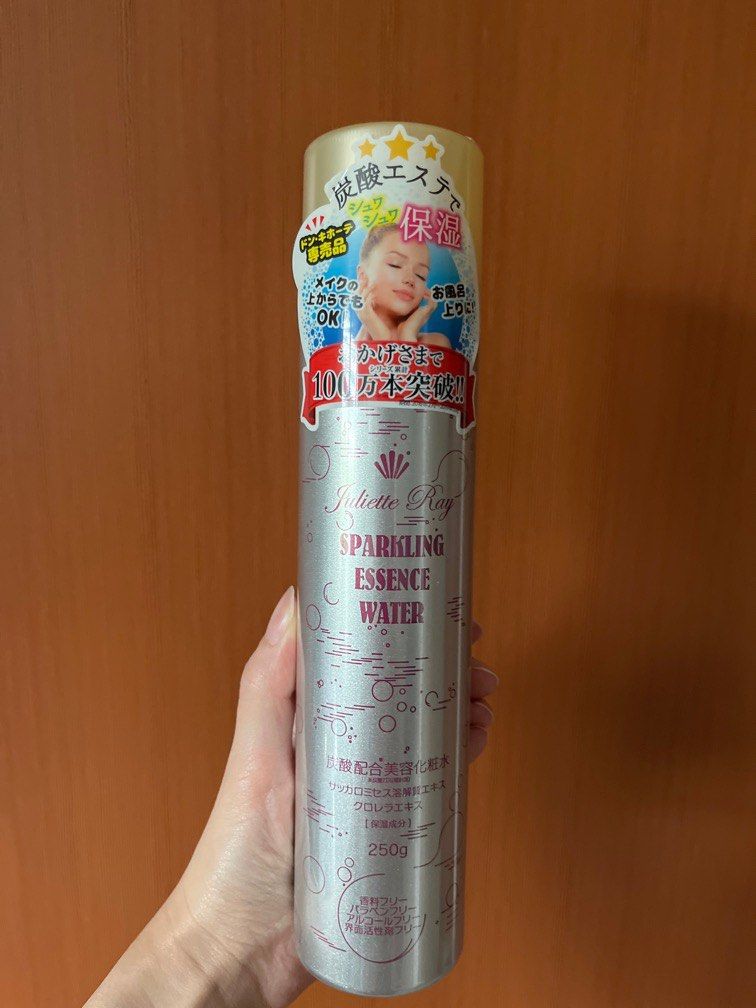 炭酸エステで
シュワ
シュワ
保湿
ドン・キホーテ
専売品
メイクの
上からでも
OK!
お風呂
上りに!
おかげさまで
シリーズ累計
100万本突破!!
Juliette Ray
SPARKLING
ESSENCE
WATER
炭酸配合美容化粧水
サッカロミセス溶解質エキス
クロレラエキス
[保湿成分]
250g
香料フリー
パラベンフリー
アルコールフリー
界面活性剤フリー